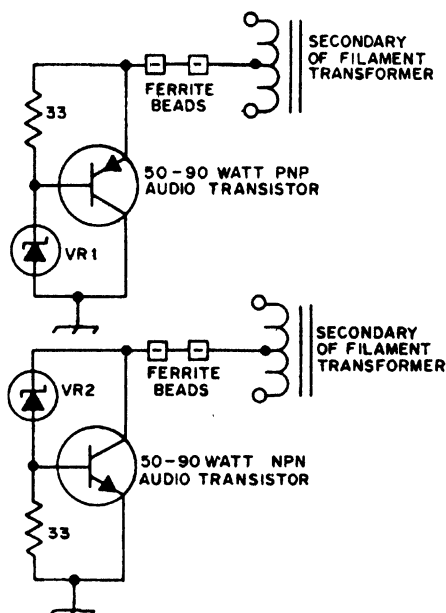 SECONDARY
OF FILAMENT
TRANSFORMER
FERRITE
BEADS
33
50-90 WATT PNP
AUDIO TRANSISTOR
VR1
SECONDARY
OF FILAMENT
TRANSFORMER
FERRITE
BEADS
VR2
50-90 WATT NPN
AUDIO TRANSISTOR
33